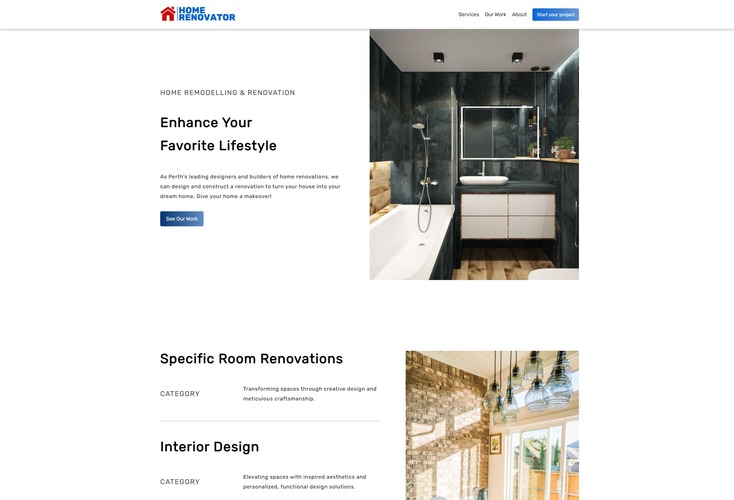 HOME
RENOVATOR
Services Our Work About Start your project
HOME REMODELLING & RENOVATION
Enhance Your
Favorite Lifestyle
As Perth's leading designers and builders of home renovations, we
can design and construct a renovation to turn your house into your
dream home. Give your home a makeover!
See Our Work
Specific Room Renovations
CATEGORY
Transforming spaces through creative design and
meticulous craftsmanship.
Interior Design
CATEGORY
Elevating spaces with inspired aesthetics and
personalized, functional design solutions.